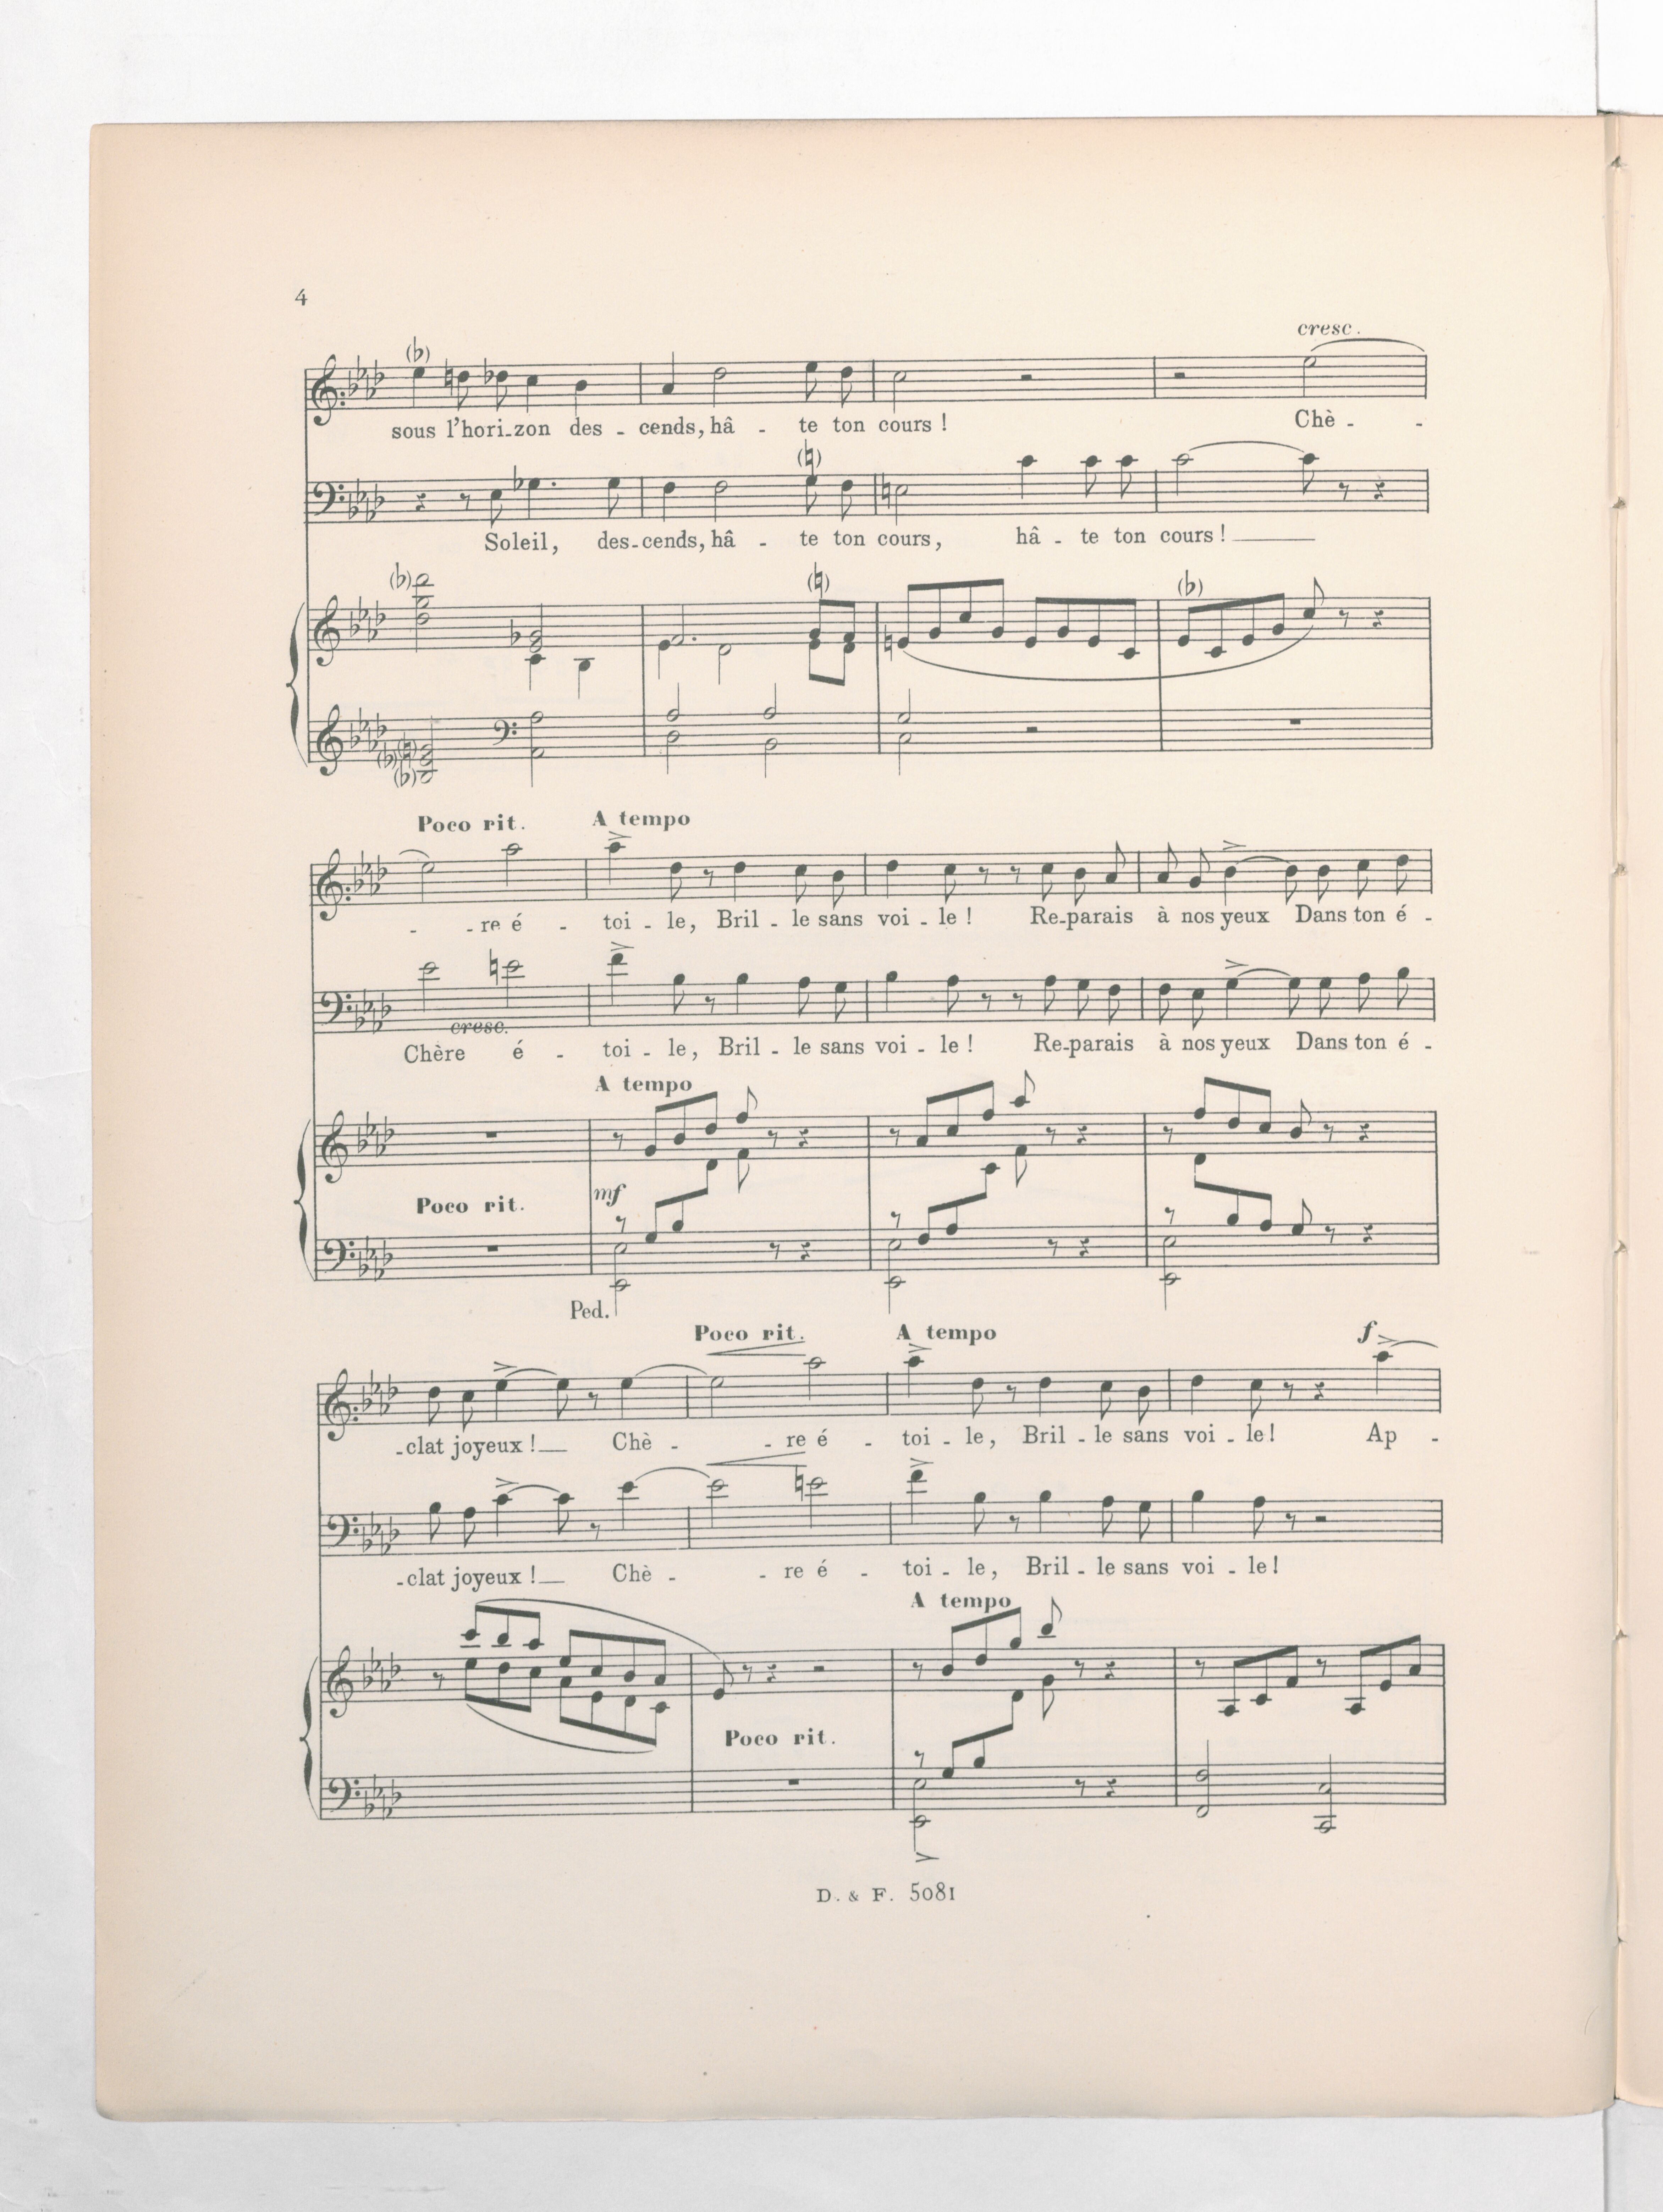 4
cresc.
sous l'hori-zon des - cends, hâ - te ton cours ! Chè - -
Soleil, des-cends, hâ - te ton cours, hâ - te ton cours !
Poco rit. A tempo
- - re é - toi - le, Bril - le sans voi - le ! Re-parais à nos yeux Dans ton é -
cresc.
Chère é - toi - le, Bril - le sans voi - le ! Re-parais à nos yeux Dans ton é -
A tempo
mf
Poco rit.
Ped.
Poco rit. A tempo f
-clat joyeux ! Chè - - re é - toi - le, Bril - le sans voi - le ! Ap -
-clat joyeux ! Chè - - re é - toi - le, Bril - le sans voi - le !
A tempo
Poco rit.
D. & F. 5081